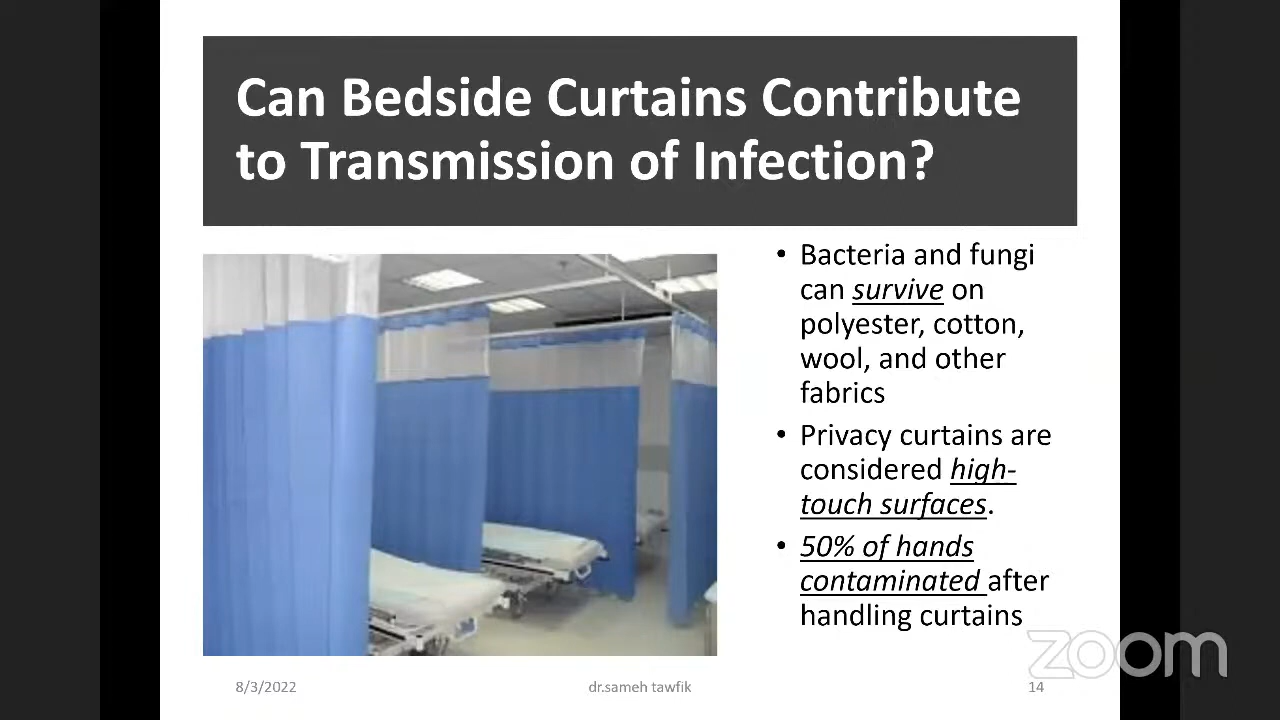 Can Bedside Curtains Contribute
to Transmission of Infection?
• Bacteria and fungi
can survive on
polyester, cotton,
wool, and other
fabrics
• Privacy curtains are
considered high-
touch surfaces.
• 50% of hands
contaminated after
handling curtains
zoom
8/3/2022
dr.sameh tawfik
14